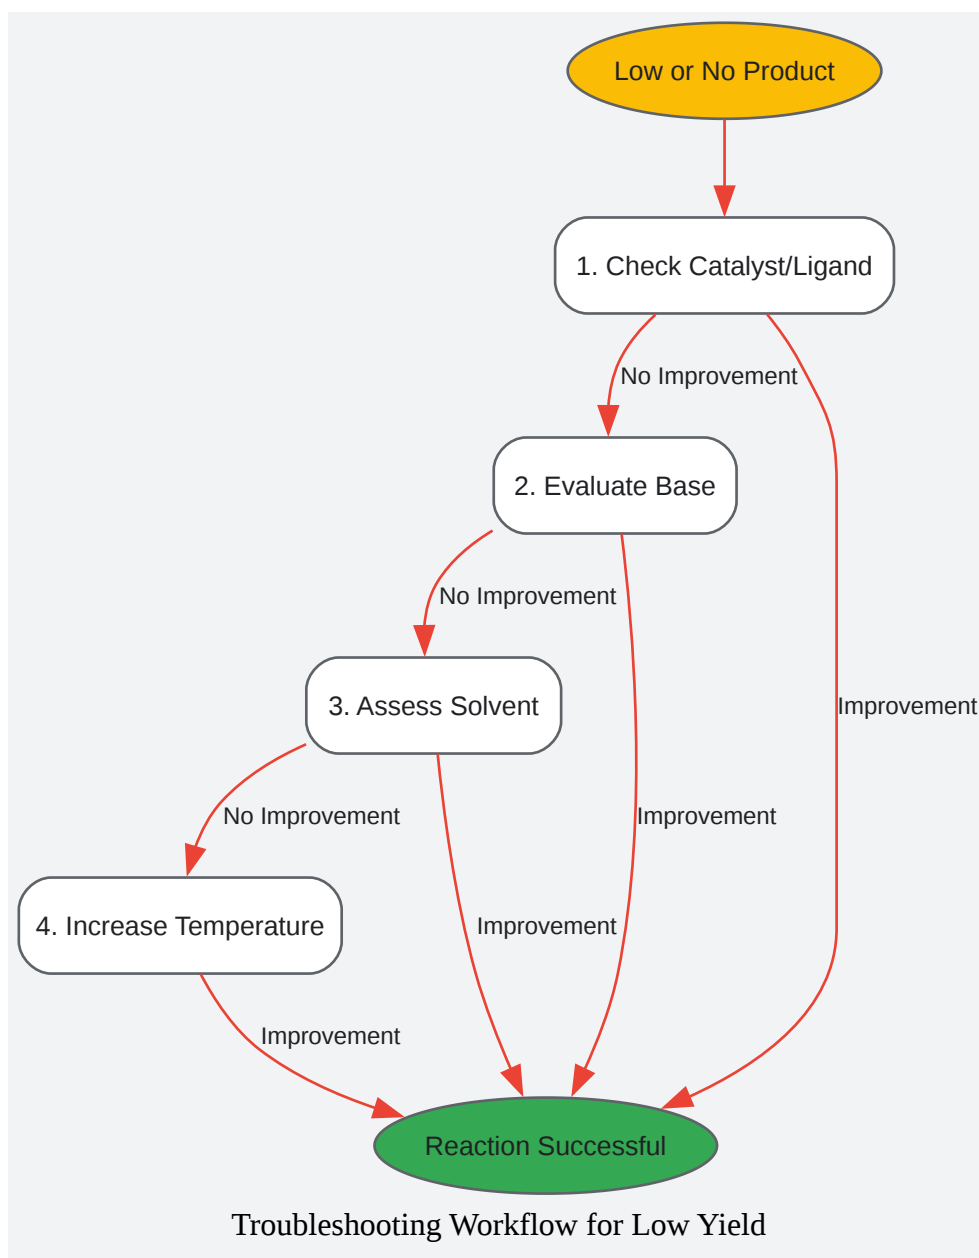 Low or No Product
1. Check Catalyst/Ligand
No Improvement
2. Evaluate Base
No Improvement
3. Assess Solvent
Improvement
No Improvement
Improvement
4. Increase Temperature
Improvement
Improvement
Reaction Successful
Troubleshooting Workflow for Low Yield